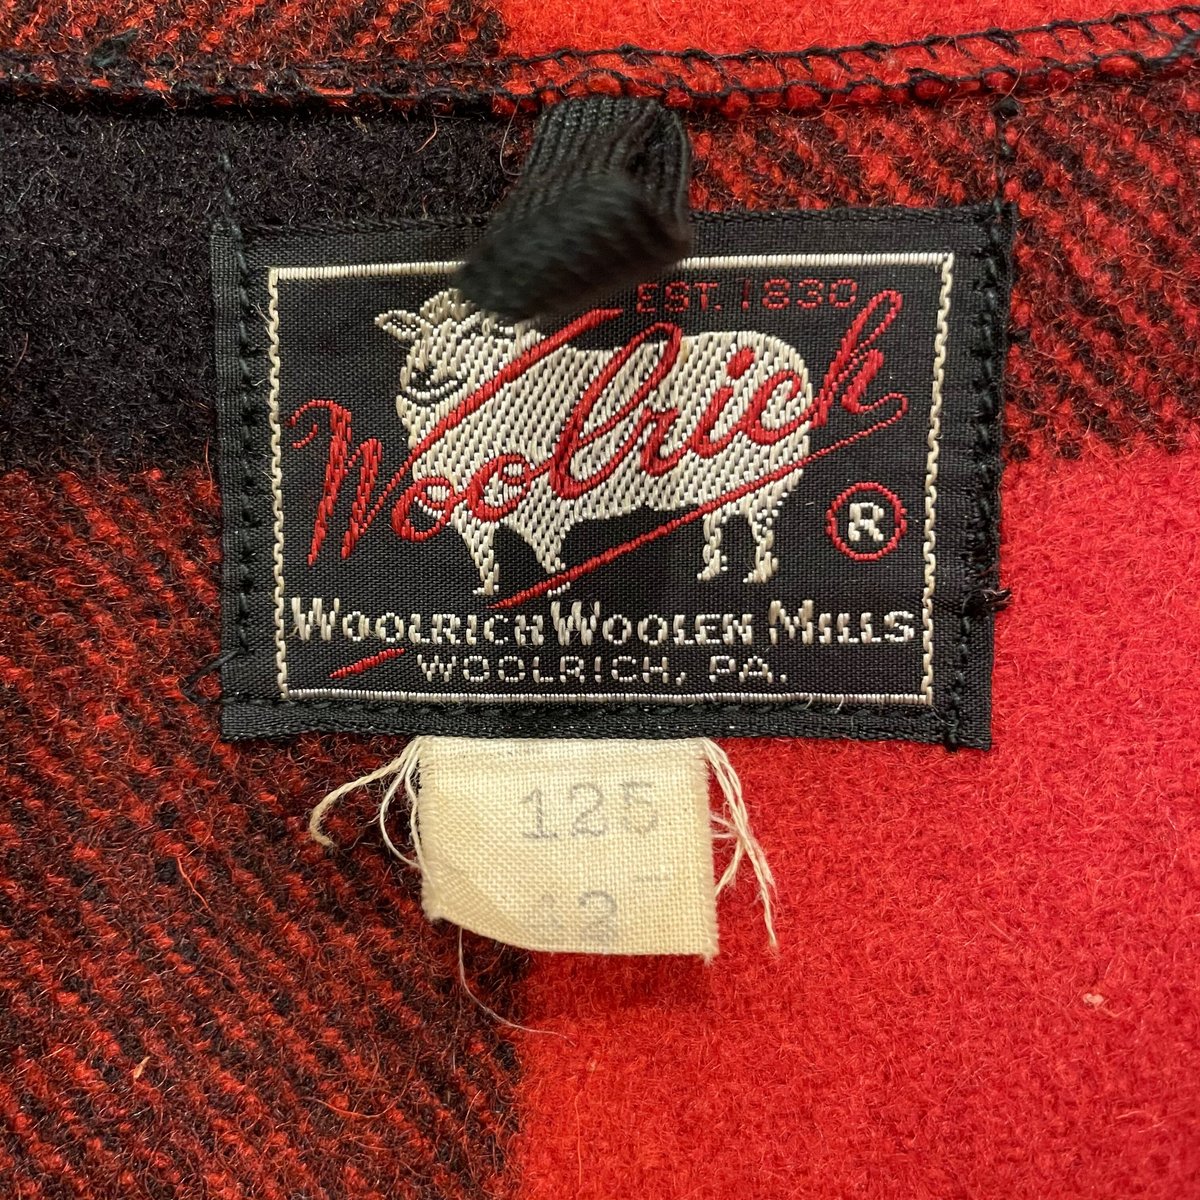 EST. 1830
Woolrich
R
WOOLRICH WOOLEN MILLS
WOOLRICH, PA.
125